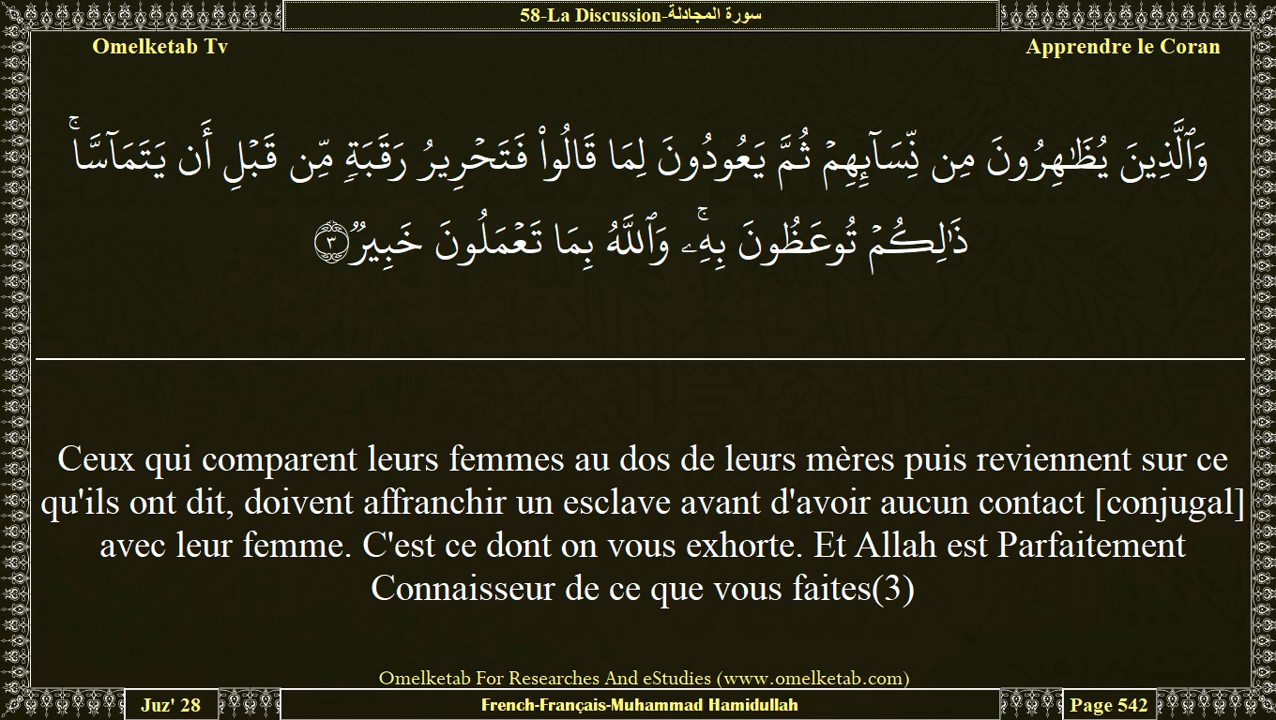 58-La Discussion-سورة المجادلة
Omelketab Tv
Apprendre le Coran
وَٱلَّذِينَ يُظَٰهِرُونَ مِن نِّسَآئِهِمۡ ثُمَّ يَعُودُونَ لِمَا قَالُواْ فَتَحۡرِيرُ رَقَبَةٖ مِّن قَبۡلِ أَن يَتَمَآسَّاۚ
ذَٰلِكُمۡ تُوعَظُونَ بِهِۦۚ وَٱللَّهُ بِمَا تَعۡمَلُونَ خَبِيرٞ ٣
Ceux qui comparent leurs femmes au dos de leurs mères puis reviennent sur ce
qu'ils ont dit, doivent affranchir un esclave avant d'avoir aucun contact [conjugal]
avec leur femme. C'est ce dont on vous exhorte. Et Allah est Parfaitement
Connaisseur de ce que vous faites(3)
Omelketab For Researches And eStudies (www.omelketab.com)
Juz' 28
French-Français-Muhammad Hamidullah
Page 542